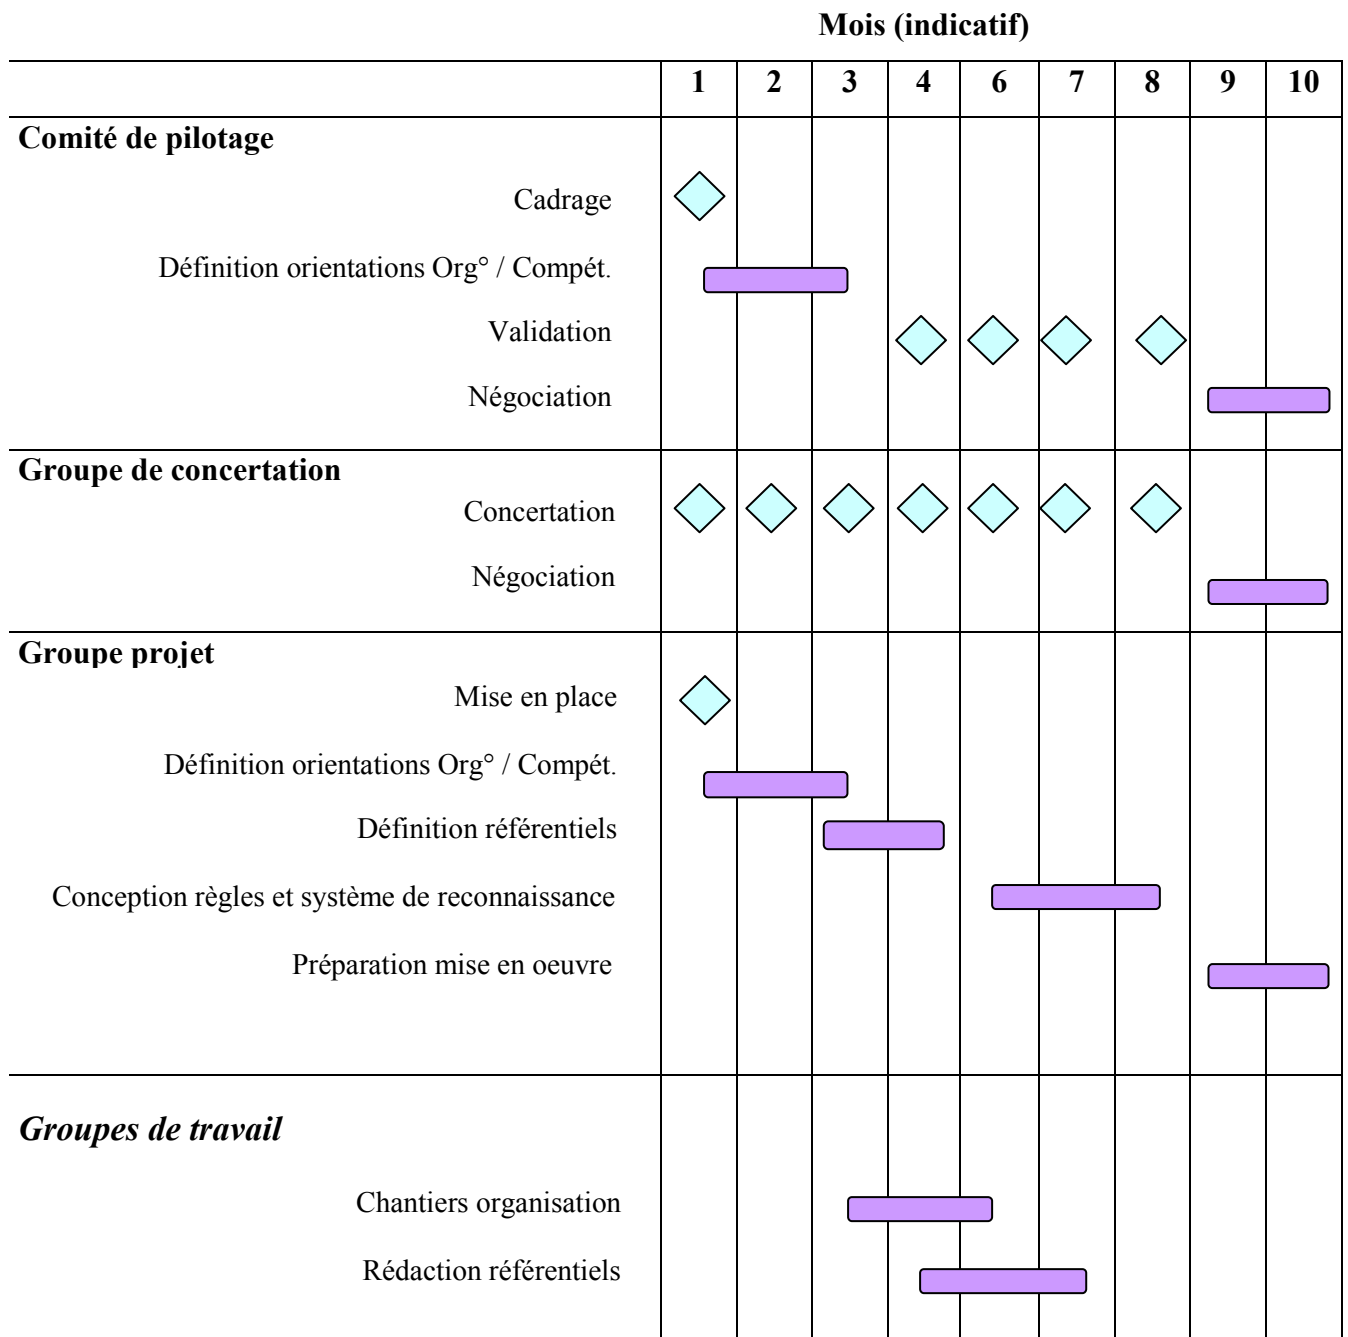 Mois (indicatif)
1 2 3 4 6 7 8 9 10
Comité de pilotage
Cadrage
Définition orientations Org° / Compét.
Validation
Négociation
Groupe de concertation
Concertation
Négociation
Groupe projet
Mise en place
Définition orientations Org° / Compét.
Définition référentiels
Conception règles et système de reconnaissance
Préparation mise en oeuvre
Groupes de travail
Chantiers organisation
Rédaction référentiels